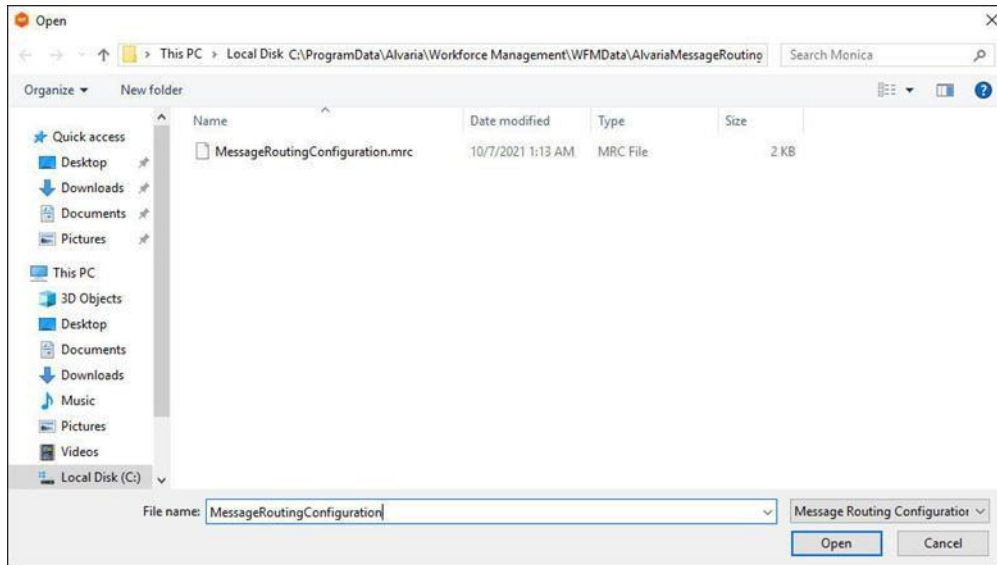 Open
This PC > Local Disk C:\ProgramData\Alvaria\Workforce Management\WFMData\AlvariaMessageRouting
Search Monica
Organize
New folder
Name
Date modified
Type
Size
Quick access
Desktop
Downloads
Documents
Pictures
This PC
3D Objects
Desktop
Documents
Downloads
Music
Pictures
Videos
Local Disk (C:)
MessageRoutingConfiguration.mrc
10/7/2021 1:13 AM
MRC File
2 KB
File name:
MessageRoutingConfiguration
Message Routing Configuration
Open
Cancel